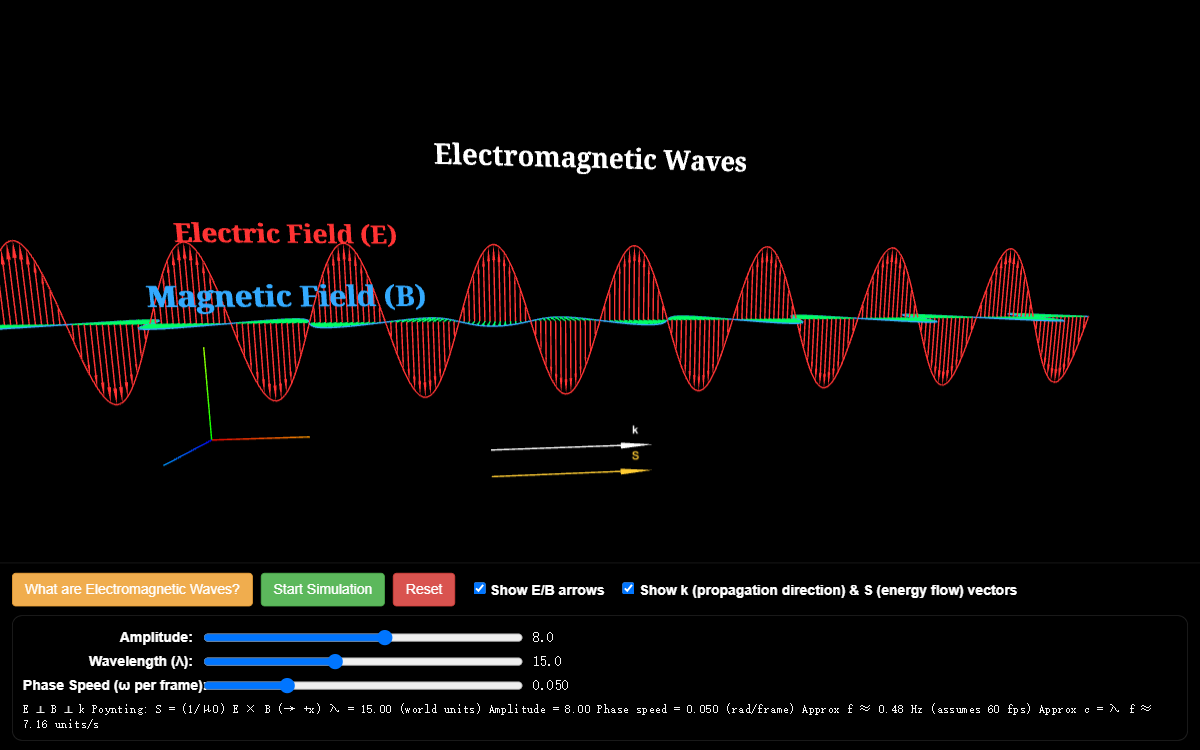 Electromagnetic Waves
Electric Field (E)
Magnetic Field (B)
k
S
What are Electromagnetic Waves? Start Simulation Reset Show E/B arrows Show k (propagation direction) & S (energy flow) vectors
Amplitude: 8.0
Wavelength (λ): 15.0
Phase Speed (ω per frame): 0.050
E ⊥ B ⊥ k Poynting: S = (1/μ0) E × B (→ +x) λ = 15.00 (world units) Amplitude = 8.00 Phase speed = 0.050 (rad/frame) Approx f ≈ 0.48 Hz (assumes 60 fps) Approx c = λ f ≈
7.16 units/s